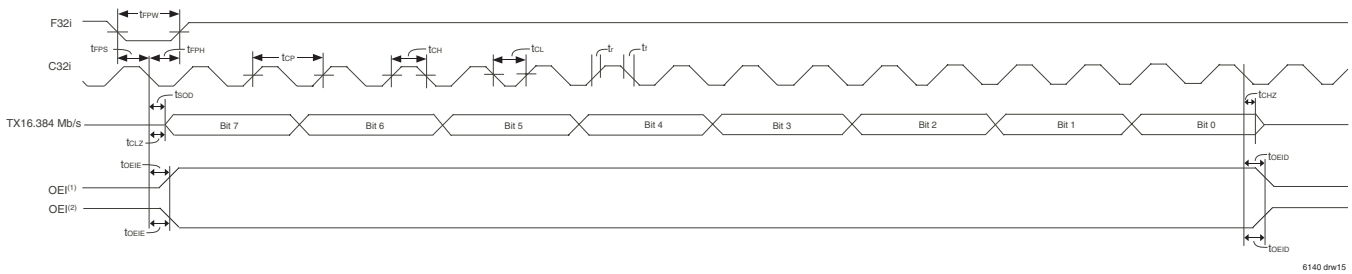 F32i
tFPW
tFPS
tFPH
C32i
tCP
tCH
tCL
tr
tf
tSOD
tCHZ
TX16.384 Mb/s
Bit 7
Bit 6
Bit 5
Bit 4
Bit 3
Bit 2
Bit 1
Bit 0
tCLZ
tOEIE
tOEID
OEI(1)
OEI(2)
tOEIE
tOEID
6140 drw15